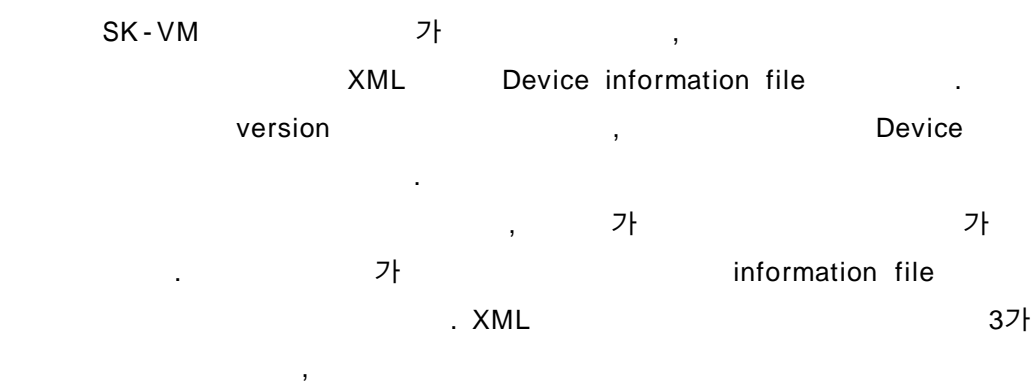 SK-VM 가 ,
XML Device information file .
version , Device
.
, 가 가
. 가 information file
. XML 3가
,